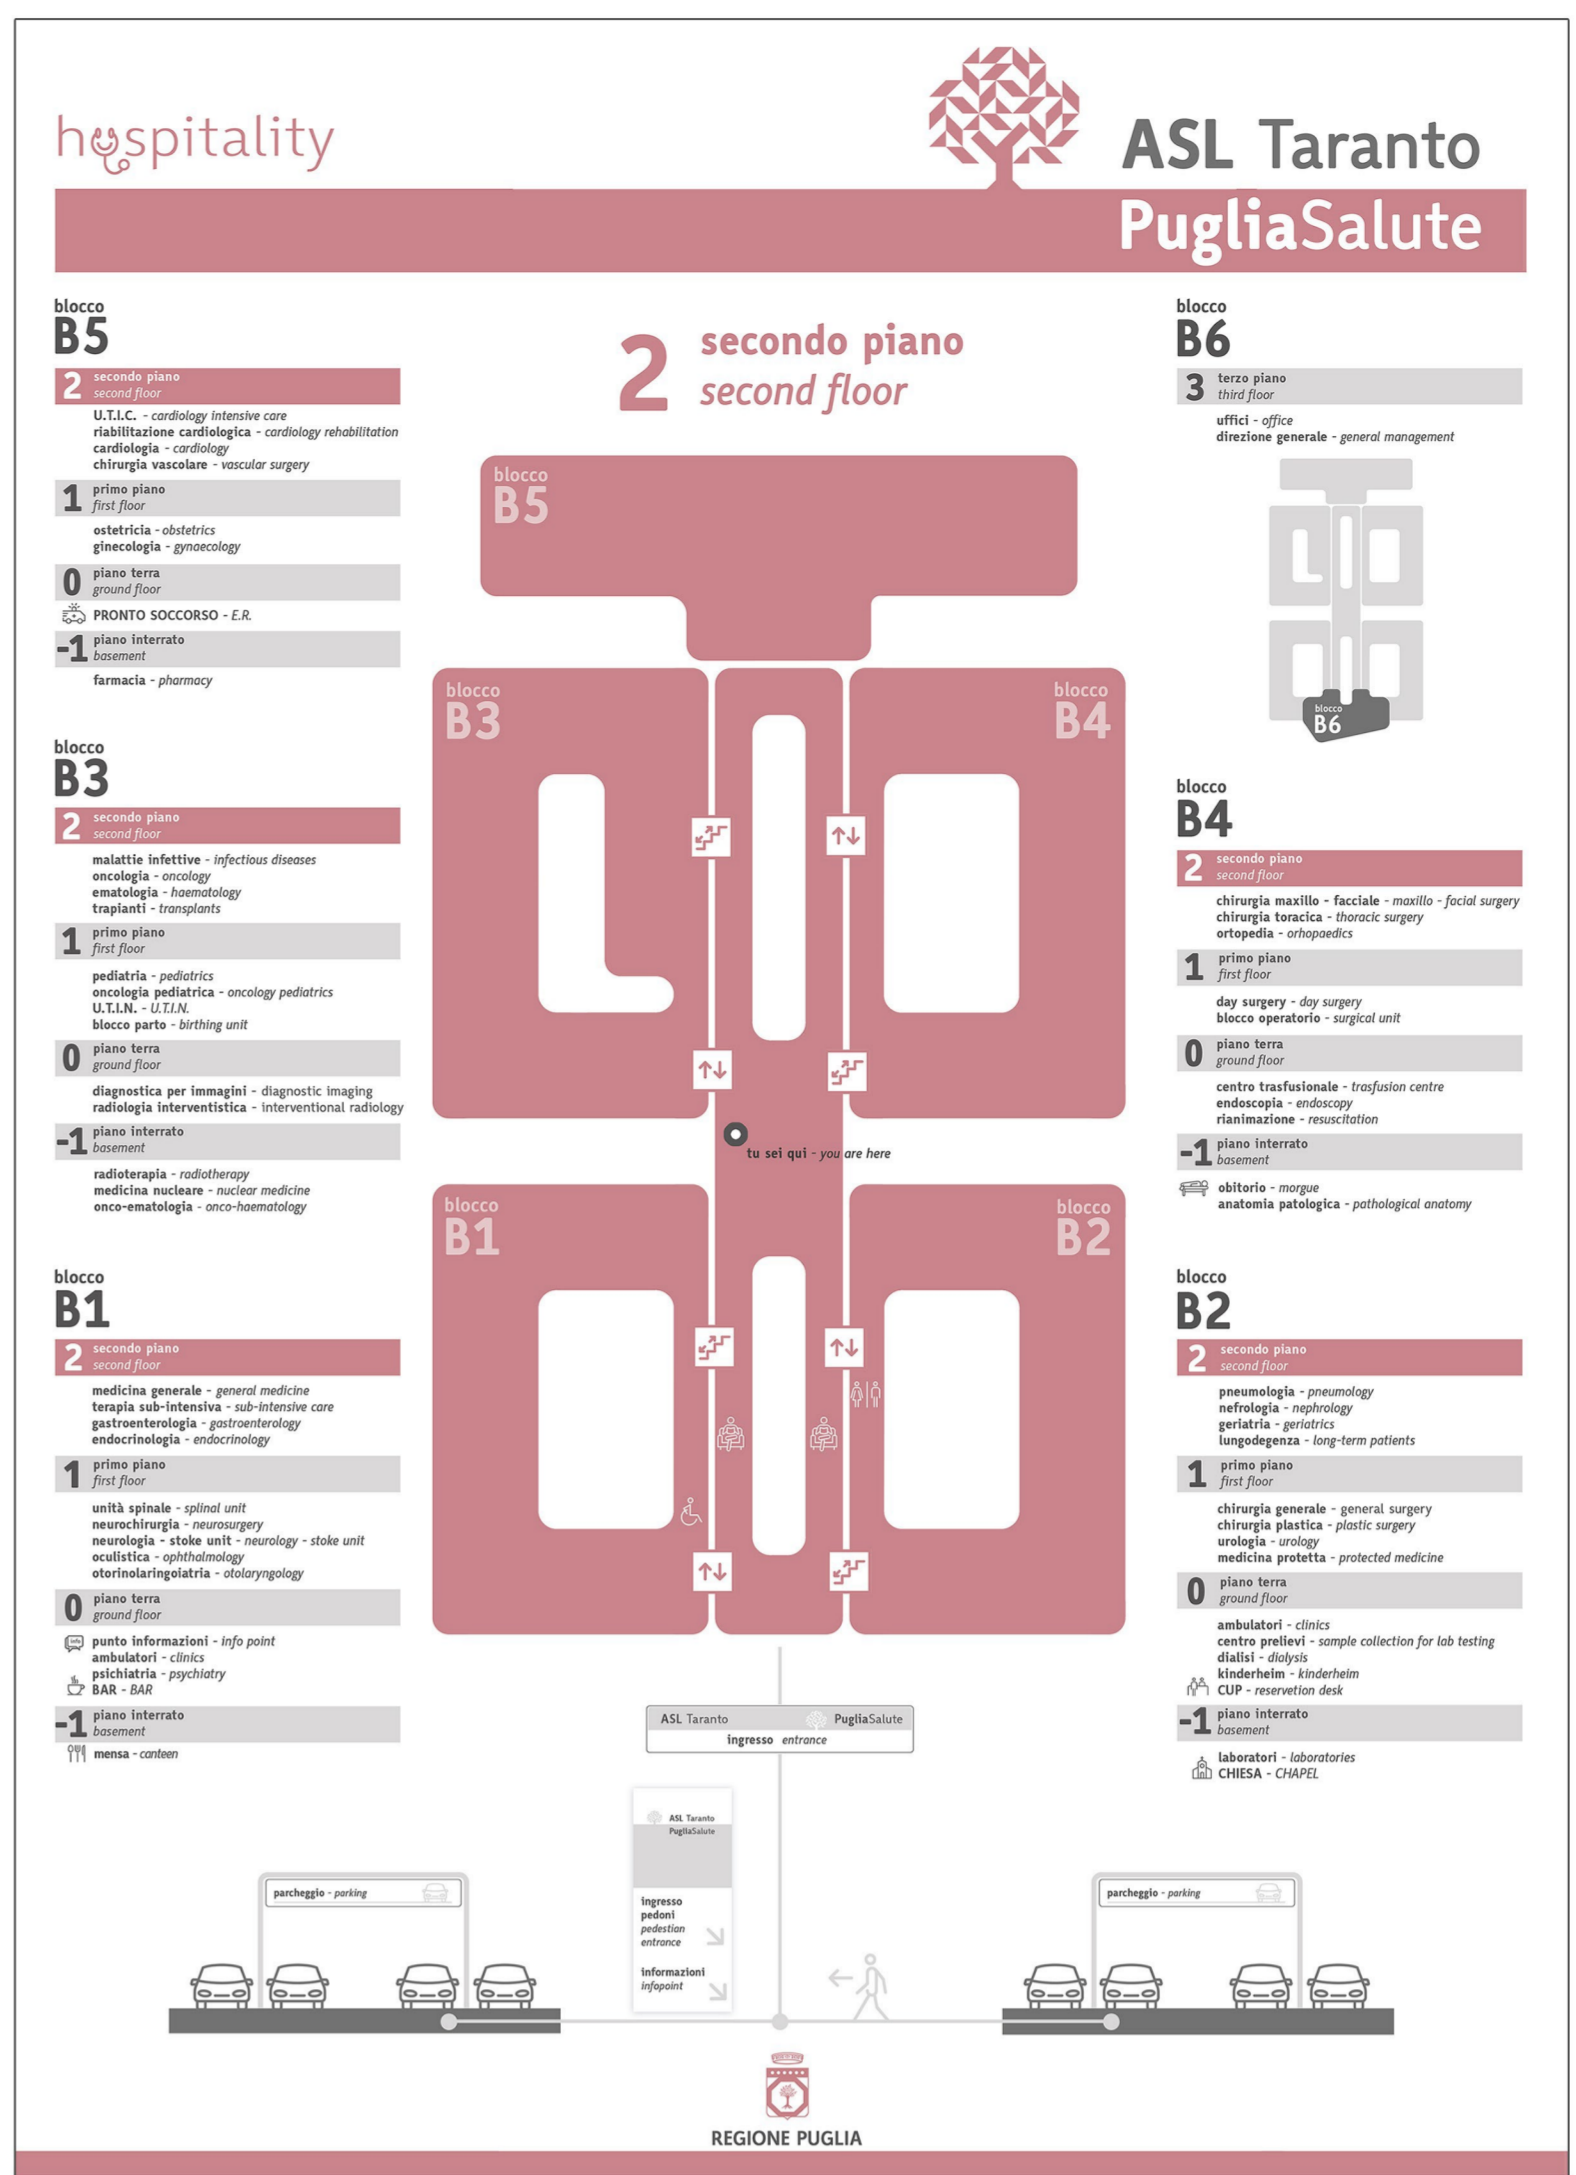 hospitality
ASL Taranto
PugliaSalute
2 secondo piano
second floor
blocco
B5
2 secondo piano
second floor
U.T.I.C. - cardiology intensive care
riabilitazione cardiologica - cardiology rehabilitation
cardiologia - cardiology
chirurgia vascolare - vascular surgery
1 primo piano
first floor
ostetricia - obstetrics
ginecologia - gynaecology
0 piano terra
ground floor
PRONTO SOCCORSO - E.R.
-1 piano interrato
basement
farmacia - pharmacy
blocco
B3
2 secondo piano
second floor
malattie infettive - infectious diseases
oncologia - oncology
ematologia - haematology
trapianti - transplants
1 primo piano
first floor
pediatria - pediatrics
oncologia pediatrica - oncology pediatrics
U.T.I.N. - U.T.I.N.
blocco parto - birthing unit
0 piano terra
ground floor
diagnostica per immagini - diagnostic imaging
radiologia interventistica - interventional radiology
-1 piano interrato
basement
radioterapia - radiotherapy
medicina nucleare - nuclear medicine
onco-ematologia - onco-haematology
blocco
B1
2 secondo piano
second floor
medicina generale - general medicine
terapia sub-intensiva - sub-intensive care
gastroenterologia - gastroenterology
endocrinologia - endocrinology
1 primo piano
first floor
unità spinale - splinal unit
neurochirurgia - neurosurgery
neurologia - stoke unit - neurology - stoke unit
oculistica - ophthalmology
otorinolaringoiatria - otolaryngology
0 piano terra
ground floor
info
punto informazioni - info point
ambulatori - clinics
psichiatria - psychiatry
BAR - BAR
-1 piano interrato
basement
mensa - canteen
blocco
B5
blocco
B3
blocco
B4
tu sei qui - you are here
blocco
B1
blocco
B2
blocco
B6
3 terzo piano
third floor
uffici - office
direzione generale - general management
blocco
B6
blocco
B4
2 secondo piano
second floor
chirurgia maxillo - facciale - maxillo - facial surgery
chirurgia toracica - thoracic surgery
ortopedia - orhopaedics
1 primo piano
first floor
day surgery - day surgery
blocco operatorio - surgical unit
0 piano terra
ground floor
centro trasfusionale - trasfusion centre
endoscopia - endoscopy
rianimazione - resuscitation
-1 piano interrato
basement
obitorio - morgue
anatomia patologica - pathological anatomy
blocco
B2
2 secondo piano
second floor
pneumologia - pneumology
nefrologia - nephrology
geriatria - geriatrics
lungodegenza - long-term patients
1 primo piano
first floor
chirurgia generale - general surgery
chirurgia plastica - plastic surgery
urologia - urology
medicina protetta - protected medicine
0 piano terra
ground floor
ambulatori - clinics
centro prelievi - sample collection for lab testing
dialisi - dialysis
kinderheim - kinderheim
CUP - reservetion desk
-1 piano interrato
basement
laboratori - laboratories
CHIESA - CHAPEL
ASL Taranto PugliaSalute
ingresso entrance
ASL Taranto
PugliaSalute
ingresso
pedoni
pedestian
entrance
informazioni
infopoint
parcheggio - parking
parcheggio - parking
REGIONE PUGLIA